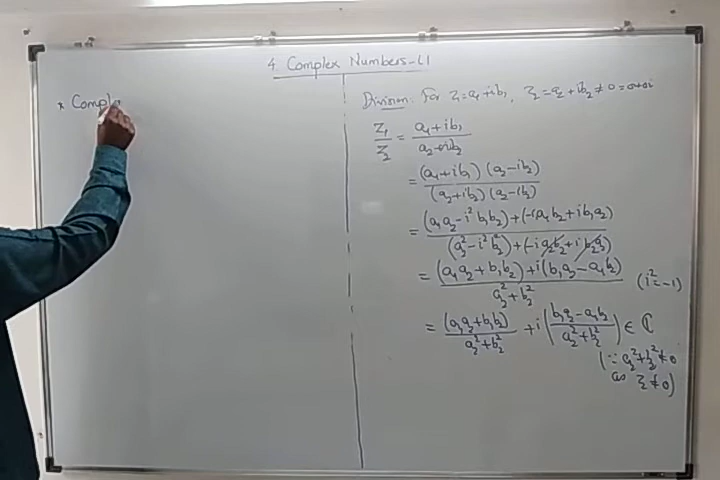 4. Complex Numbers-L1
* Comple
Division: For z₁=a₁+ib₁, z₂=a₂+ib₂≠0=0+0i
z₁/z₂ = (a₁+ib₁)/(a₂+ib₂)
= (a₁+ib₁)(a₂-ib₂)/(a₂+ib₂)(a₂-ib₂)
= (a₁a₂-i²b₁b₂)+(-ia₁b₂+ib₁a₂)/(a₂²-i²b₂²)+(-ia₂b₂+ib₂a₂)
= (a₁a₂+b₁b₂)+i(b₁a₂-a₁b₂)/a₂²+b₂² (i²=-1)
= (a₁a₂+b₁b₂)/a₂²+b₂² + i(b₁a₂-a₁b₂/a₂²+b₂²) ∈ ℂ
(∵ a₂²+b₂²≠0
as z₂≠0)